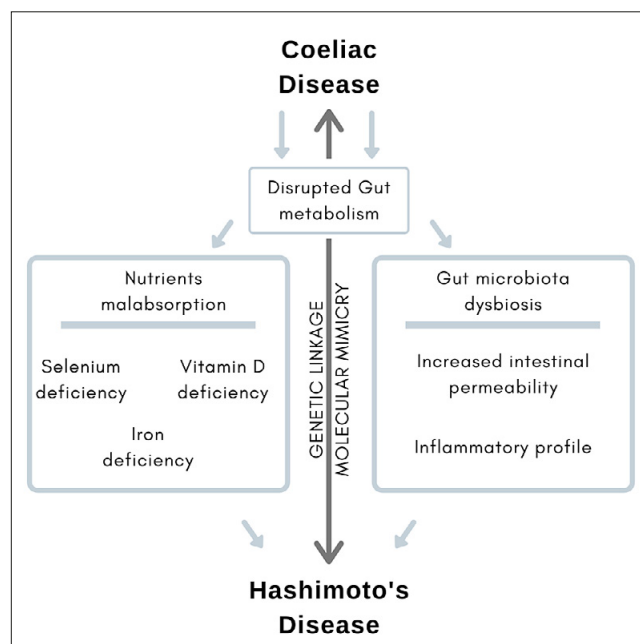 Coeliac
Disease
Disrupted Gut
metabolism
Nutrients
malabsorption
Selenium
deficiency
Vitamin D
deficiency
Iron
deficiency
GENETIC LINKAGE
MOLECULAR MIMICRY
Gut microbiota
dysbiosis
Increased intestinal
permeability
Inflammatory profile
Hashimoto's
Disease